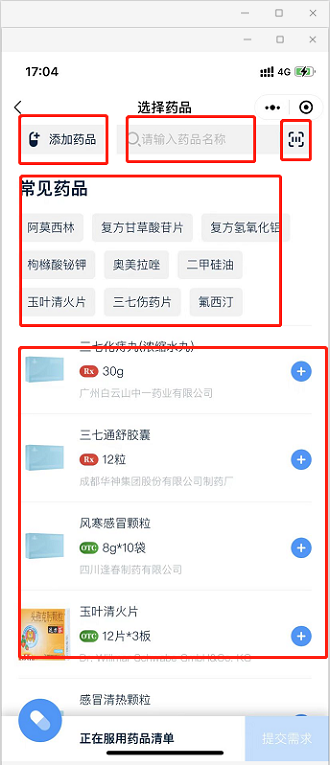 17:04
4G
选择药品
添加药品
请输入药品名称
常见药品
阿莫西林
复方甘草酸苷片
复方氢氧化铝
枸橼酸铋钾
奥美拉唑
二甲硅油
玉叶清火片
三七伤药片
氟西汀
三七化痔丸(浓缩水丸)
Rx 30g
广州白云山中一药业有限公司
三七通舒胶囊
Rx 12粒
成都华神集团股份有限公司制药厂
风寒感冒颗粒
OTC 8g*10袋
四川逢春制药有限公司
玉叶清火片
OTC 12片*3板
Dr. Willmar Schwabe GmbH&Co. KG
感冒清热颗粒
正在服用药品清单
提交需求